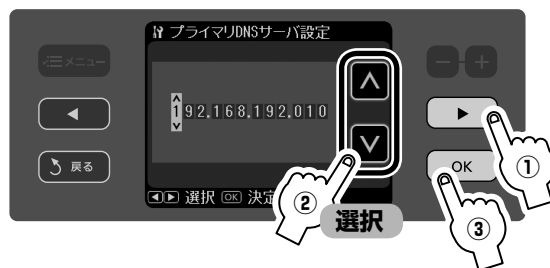 プライマリDNSサーバ設定
メニュー
192.168.192.010
戻る
OK
選択 OK 決定
①
②
選択
③